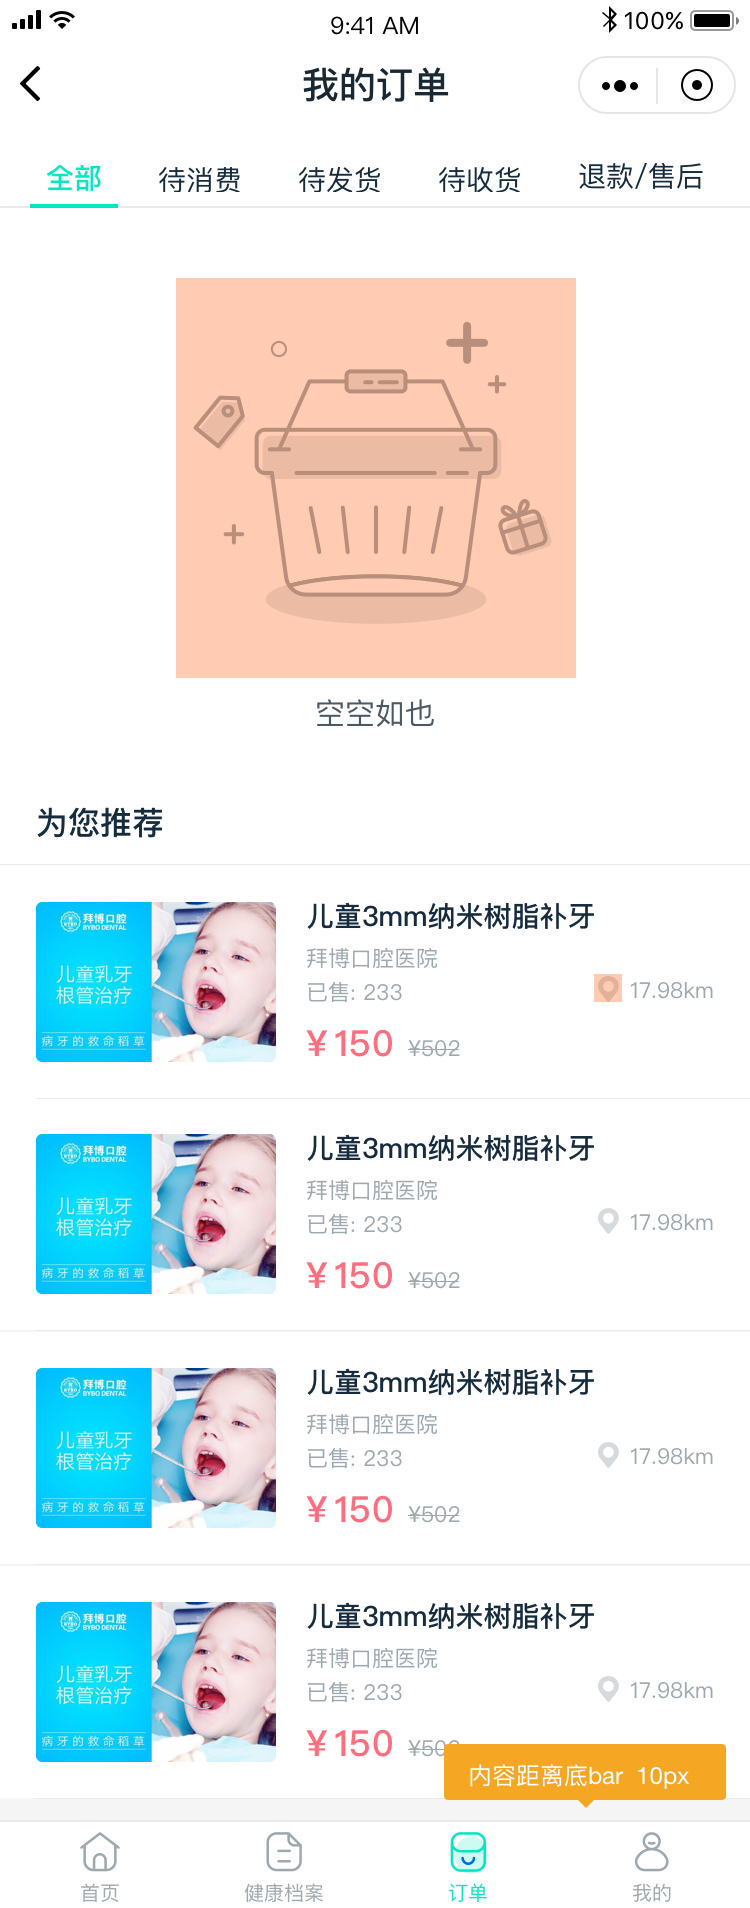 9:41 AM
100%
我的订单
全部
待消费
待发货
待收货
退款/售后
空空如也
为您推荐
拜博口腔
BYBO DENTAL
儿童乳牙
根管治疗
病牙的救命稻草
儿童3mm纳米树脂补牙
拜博口腔医院
已售: 233
17.98km
¥150 ¥502
拜博口腔
BYBO DENTAL
儿童乳牙
根管治疗
病牙的救命稻草
儿童3mm纳米树脂补牙
拜博口腔医院
已售: 233
17.98km
¥150 ¥502
拜博口腔
BYBO DENTAL
儿童乳牙
根管治疗
病牙的救命稻草
儿童3mm纳米树脂补牙
拜博口腔医院
已售: 233
17.98km
¥150 ¥502
拜博口腔
BYBO DENTAL
儿童乳牙
根管治疗
病牙的救命稻草
儿童3mm纳米树脂补牙
拜博口腔医院
已售: 233
17.98km
¥150
内容距离底bar 10px
首页
健康档案
订单
我的